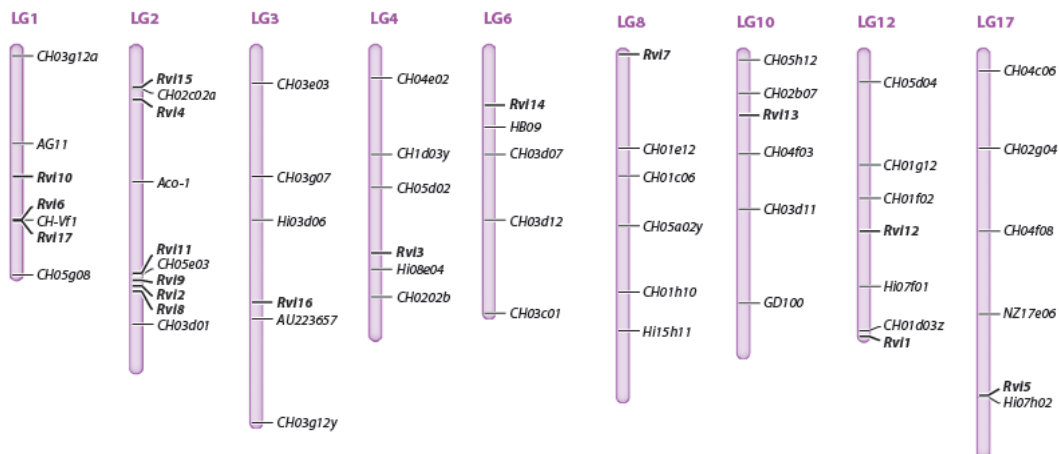 LG1
CH03g12a
AG11
Rvi10
Rvi6
CH-Vf1
Rvi17
CH05g08
LG2
Rvi15
CH02c02a
Rvi4
Aco-1
Rvi11
CH05e03
Rvi9
Rvi2
Rvi8
CH03d01
LG3
CH03e03
CH03g07
Hi03d06
Rvi16
AU223657
CH03g12y
LG4
CH04e02
CH1d03y
CH05d02
Rvi3
Hi08e04
CH0202b
LG6
Rvi14
HB09
CH03d07
CH03d12
CH03c01
LG8
Rvi7
CH01e12
CH01c06
CH05a02y
CH01h10
Hi15h11
LG10
CH05h12
CH02b07
Rvi13
CH04f03
CH03d11
GD100
LG12
CH05d04
CH01g12
CH01f02
Rvi12
Hi07f01
CH01d03z
Rvi1
LG17
CH04c06
CH02g04
CH04f08
NZ17e06
Rvi5
Hi07h02